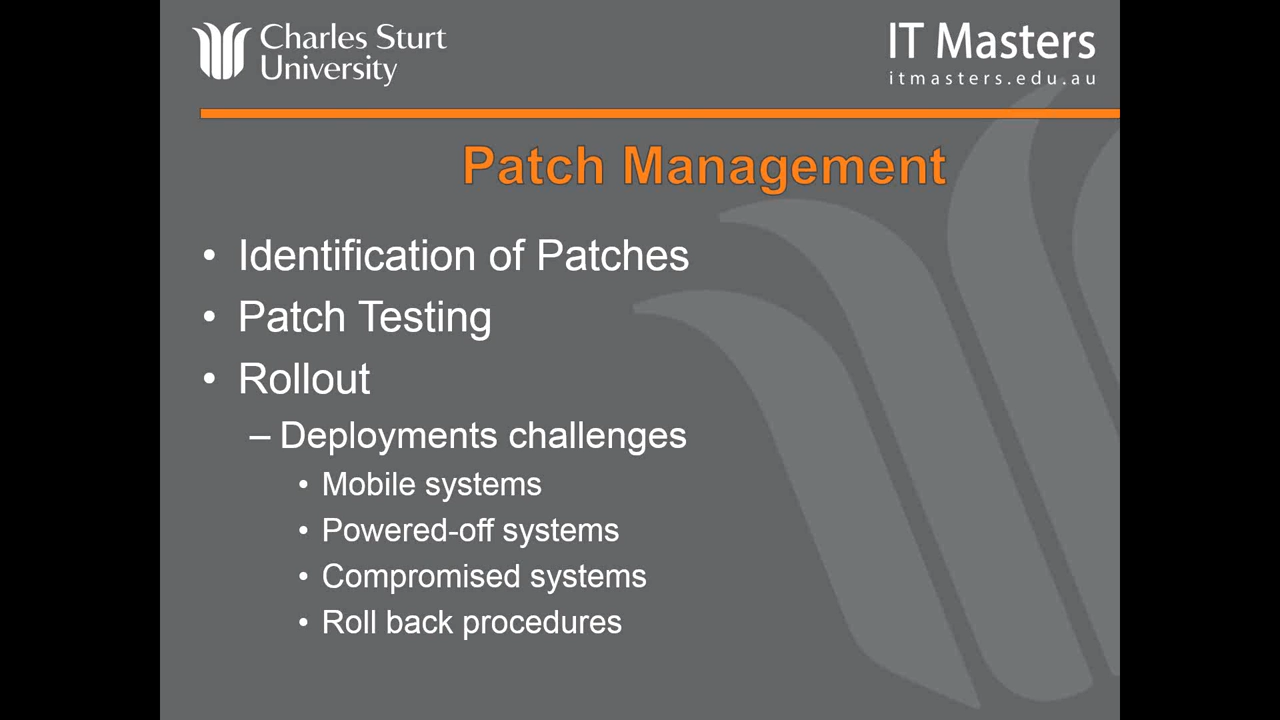 Charles Sturt
University
IT Masters
itmasters.edu.au
Patch Management
• Identification of Patches
• Patch Testing
• Rollout
– Deployments challenges
• Mobile systems
• Powered-off systems
• Compromised systems
• Roll back procedures